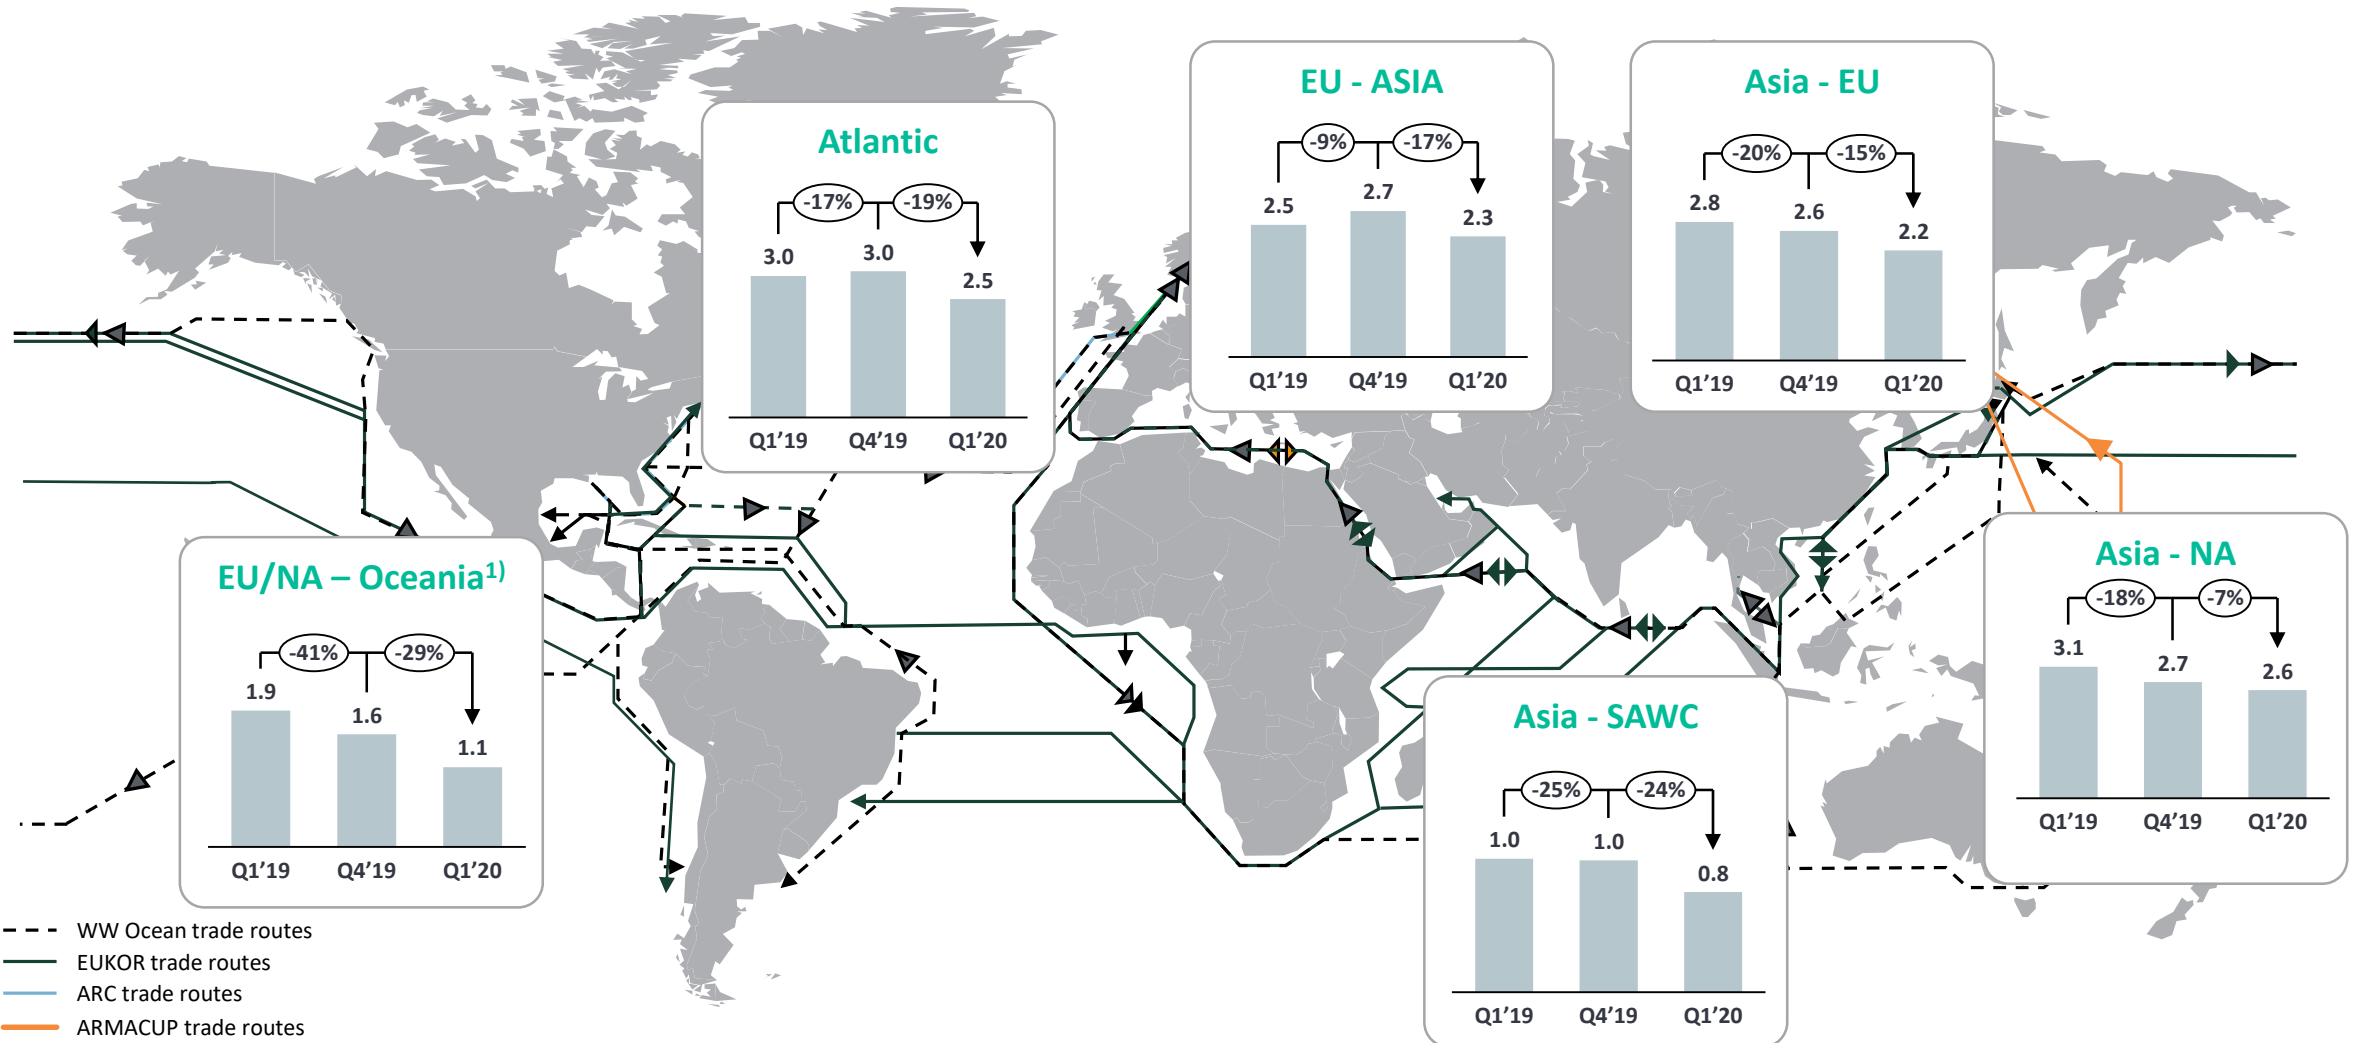 EU - ASIA
-9%
-17%
2.5
2.7
2.3
Q1'19
Q4'19
Q1'20
Asia - EU
-20%
-15%
2.8
2.6
2.2
Q1'19
Q4'19
Q1'20
Atlantic
-17%
-19%
3.0
3.0
2.5
Q1'19
Q4'19
Q1'20
EU/NA – Oceania¹⁾
-41%
-29%
1.9
1.6
1.1
Q1'19
Q4'19
Q1'20
Asia - NA
-18%
-7%
3.1
2.7
2.6
Q1'19
Q4'19
Q1'20
Asia - SAWC
-25%
-24%
1.0
1.0
0.8
Q1'19
Q4'19
Q1'20
WW Ocean trade routes
EUKOR trade routes
ARC trade routes
ARMACUP trade routes